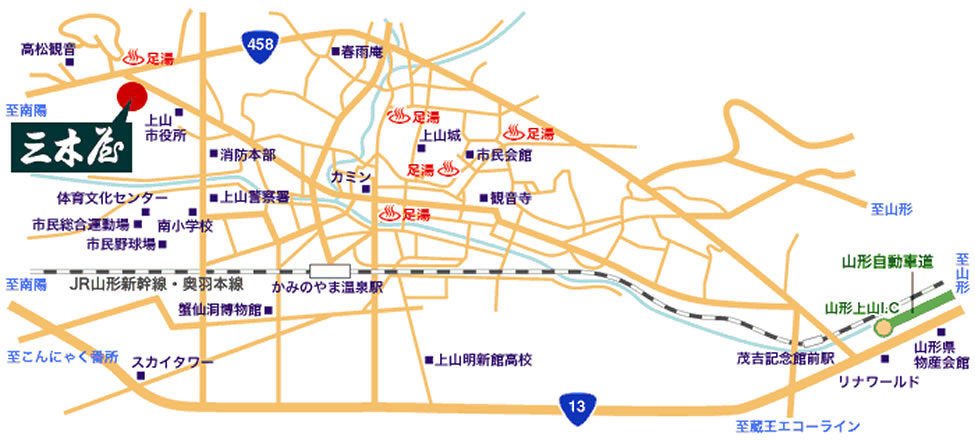 高松観音
足湯
458
春雨庵
至南陽
三木屋
上山
市役所
足湯
上山城
足湯
消防本部
市民会館
足湯
カミン
体育文化センター
上山警察署
観音寺
至山形
市民総合運動場
南小学校
足湯
市民野球場
山形自動車道
至山形
至南陽
JR山形新幹線・奥羽本線
かみのやま温泉駅
蟹仙洞博物館
山形上山I.C
至こんにゃく番所
スカイタワー
上山明新館高校
茂吉記念館前駅
山形県
物産会館
リナワールド
13
至蔵王エコーライン